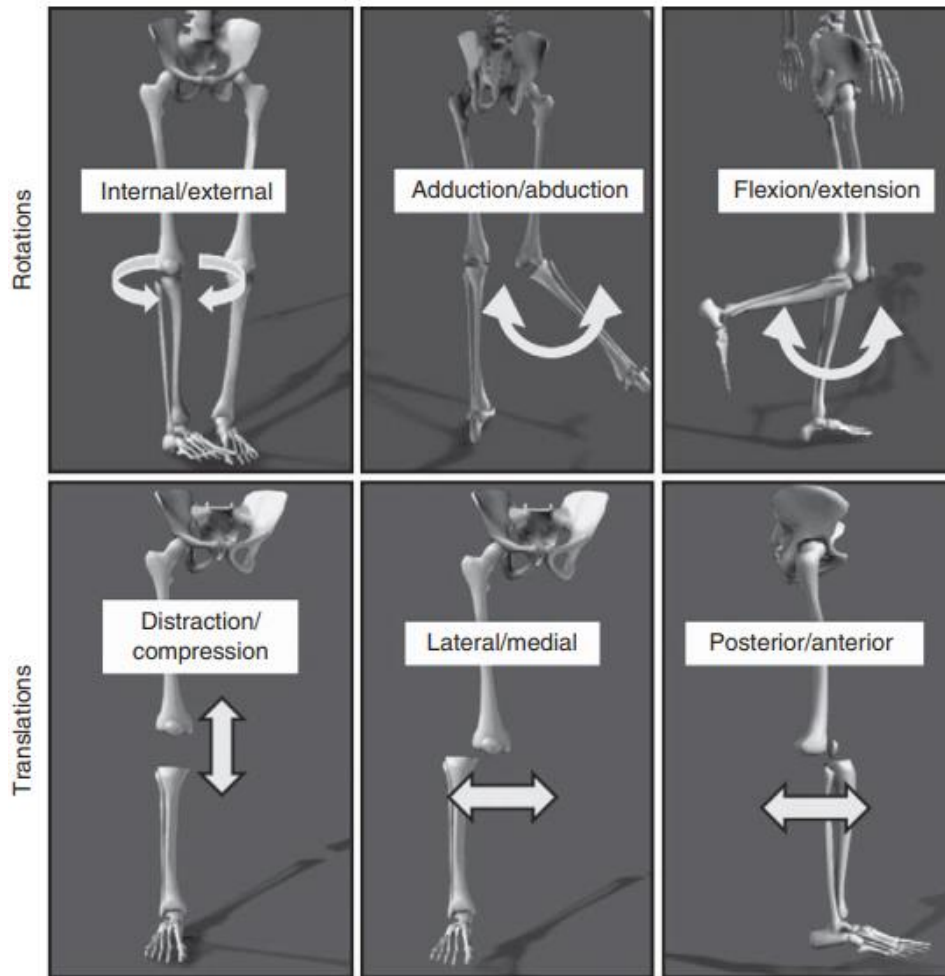 Rotations
Internal/external
Adduction/abduction
Flexion/extension
Translations
Distraction/
compression
Lateral/medial
Posterior/anterior